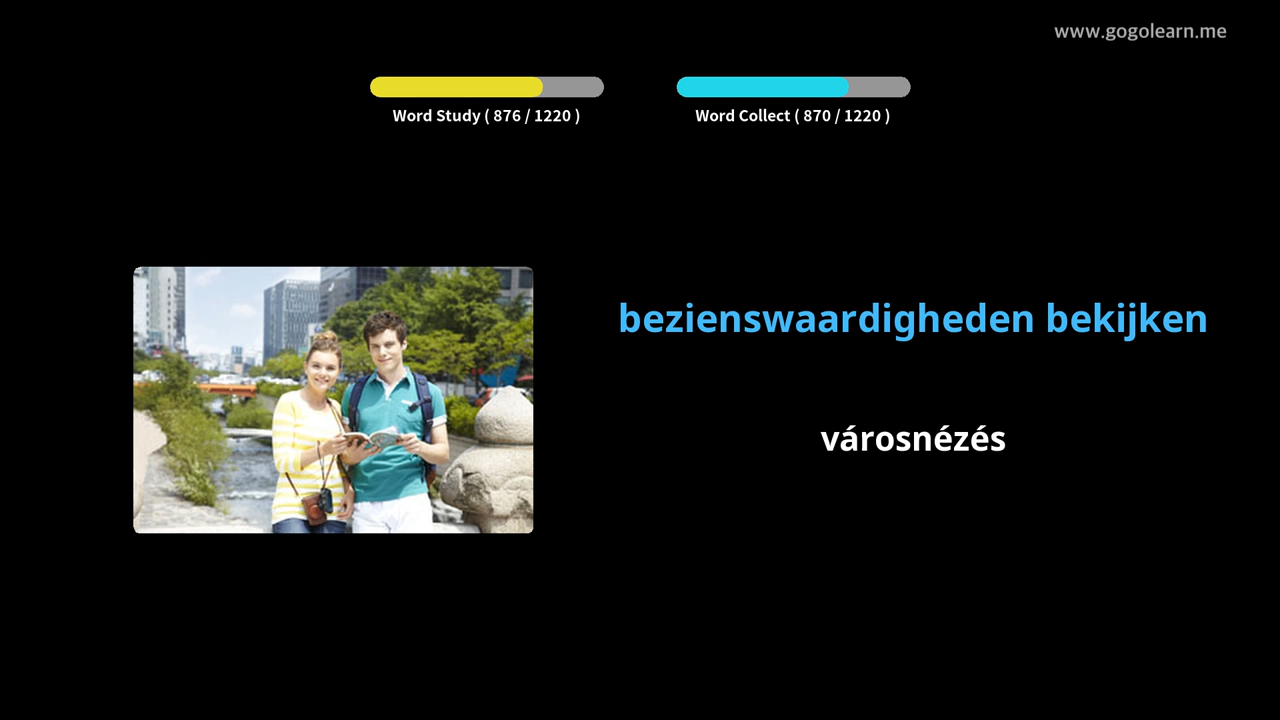 www.gogolearn.me
Word Study ( 876 / 1220 )
Word Collect ( 870 / 1220 )
bezienswaardigheden bekijken
városnézés